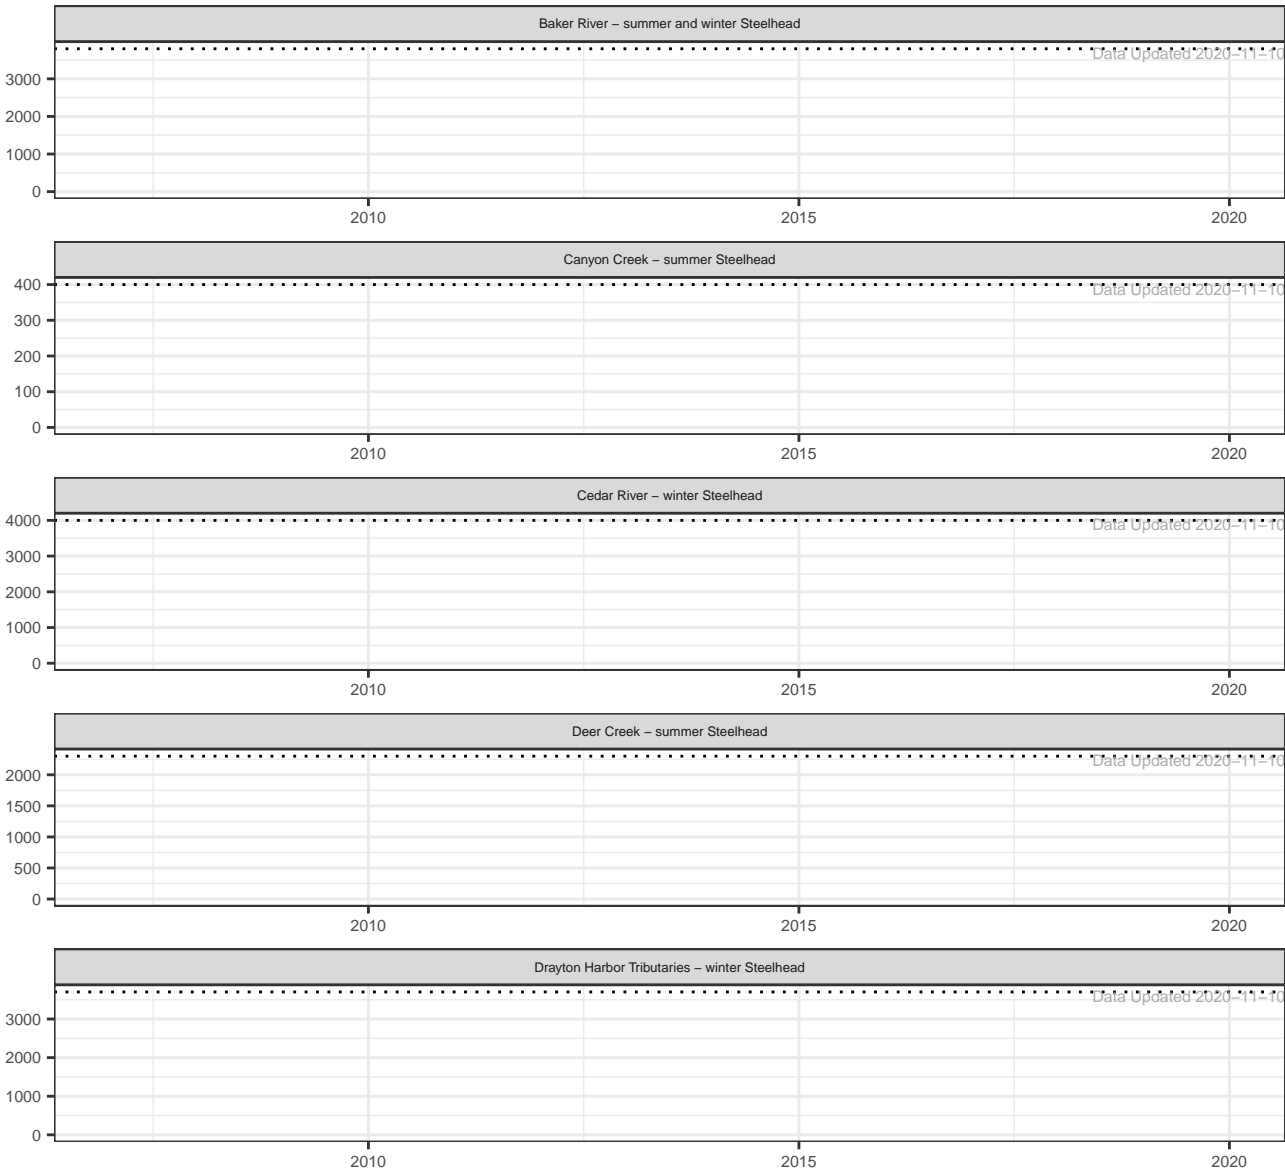 Baker River – summer and winter Steelhead
Data Updated 2020–11–10
3000
2000
1000
0
2010 2015 2020
Canyon Creek – summer Steelhead
400
Data Updated 2020–11–10
300
200
100
0
2010 2015 2020
Cedar River – winter Steelhead
4000
Data Updated 2020–11–10
3000
2000
1000
0
2010 2015 2020
Deer Creek – summer Steelhead
Data Updated 2020–11–10
2000
1500
1000
500
0
2010 2015 2020
Drayton Harbor Tributaries – winter Steelhead
Data Updated 2020–11–10
3000
2000
1000
0
2010 2015 2020